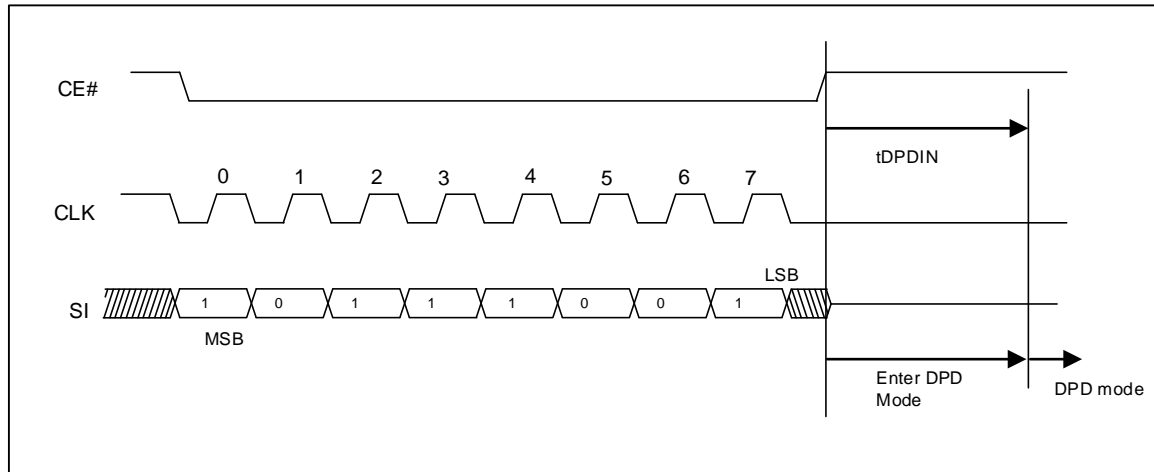 CE#
tDPDIN
0 1 2 3 4 5 6 7
CLK
LSB
SI 1 0 1 1 1 0 0 1
MSB
Enter DPD
Mode
DPD mode